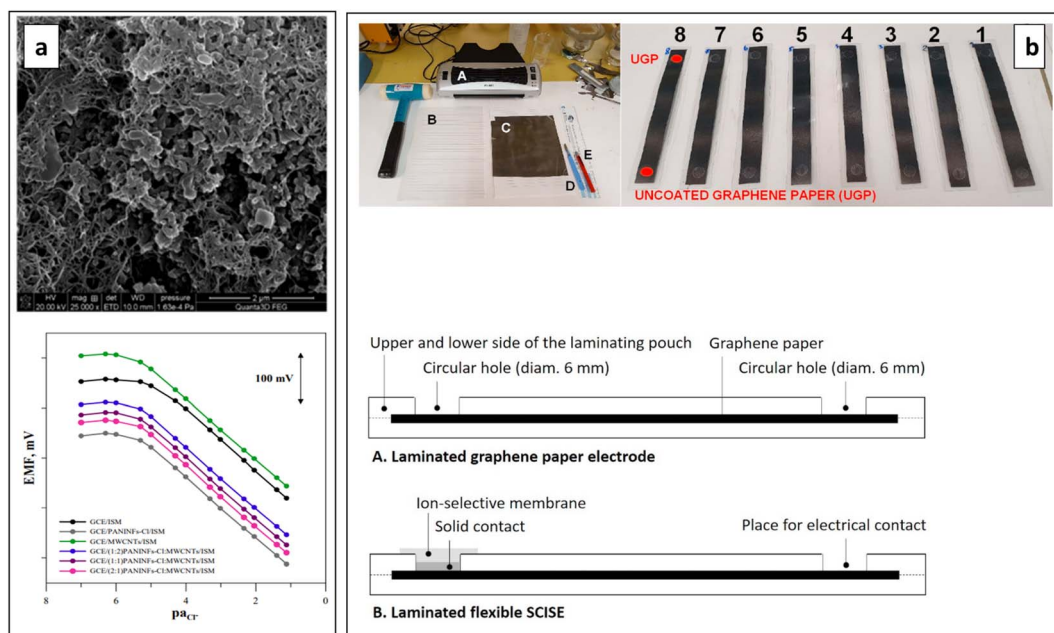 a
HV
mag
det
WD
pressure
2 µm
20.00 kV
25 000 x
ETD
10.0 mm
1.63e-4 Pa
Quanta3D FEG
100 mV
EMF, mV
GCE/ISM
GCE/PANINFs-Cl/ISM
GCE/MWCNTs/ISM
GCE/(1:2)PANINFs-Cl:MWCNTs/ISM
GCE/(1:1)PANINFs-Cl:MWCNTs/ISM
GCE/(2:1)PANINFs-Cl:MWCNTs/ISM
8 6 4 2 0
paCl-
b
A
B
C
D
E
8 7 6 5 4 3 2 1
UGP
UNCOATED GRAPHENE PAPER (UGP)
Upper and lower side of the laminating pouch
Graphene paper
Circular hole (diam. 6 mm)
Circular hole (diam. 6 mm)
A. Laminated graphene paper electrode
Ion-selective membrane
Solid contact
Place for electrical contact
B. Laminated flexible SCISE